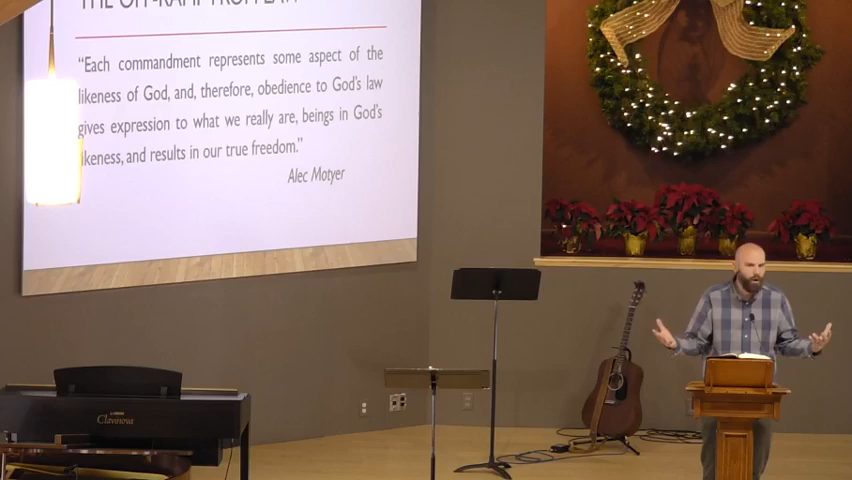 "Each commandment represents some aspect of the
likeness of God, and, therefore, obedience to God's law
gives expression to what we really are, beings in God's
likeness, and results in our true freedom."
Alec Motyer
Clavinova